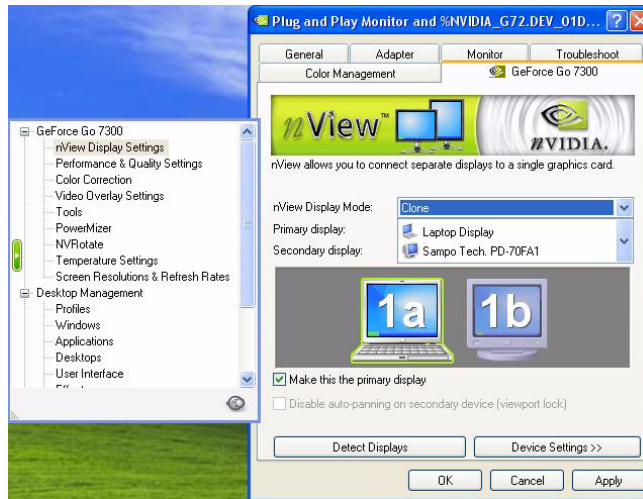 Plug and Play Monitor and %NVIDIA_G72.DEV_01D...
General Adapter Monitor Troubleshoot
Color Management GeForce Go 7300
nView™
nVIDIA.
nView allows you to connect separate displays to a single graphics card.
nView Display Mode: Clone
Primary display: Laptop Display
Secondary display: Sampo Tech. PD-70FA1
1a 1b
Make this the primary display
Disable auto-panning on secondary device (viewport lock)
Detect Displays Device Settings >>
OK Cancel Apply
GeForce Go 7300
nView Display Settings
Performance & Quality Settings
Color Correction
Video Overlay Settings
Tools
PowerMizer
NVRotate
Temperature Settings
Screen Resolutions & Refresh Rates
Desktop Management
Profiles
Windows
Applications
Desktops
User Interface